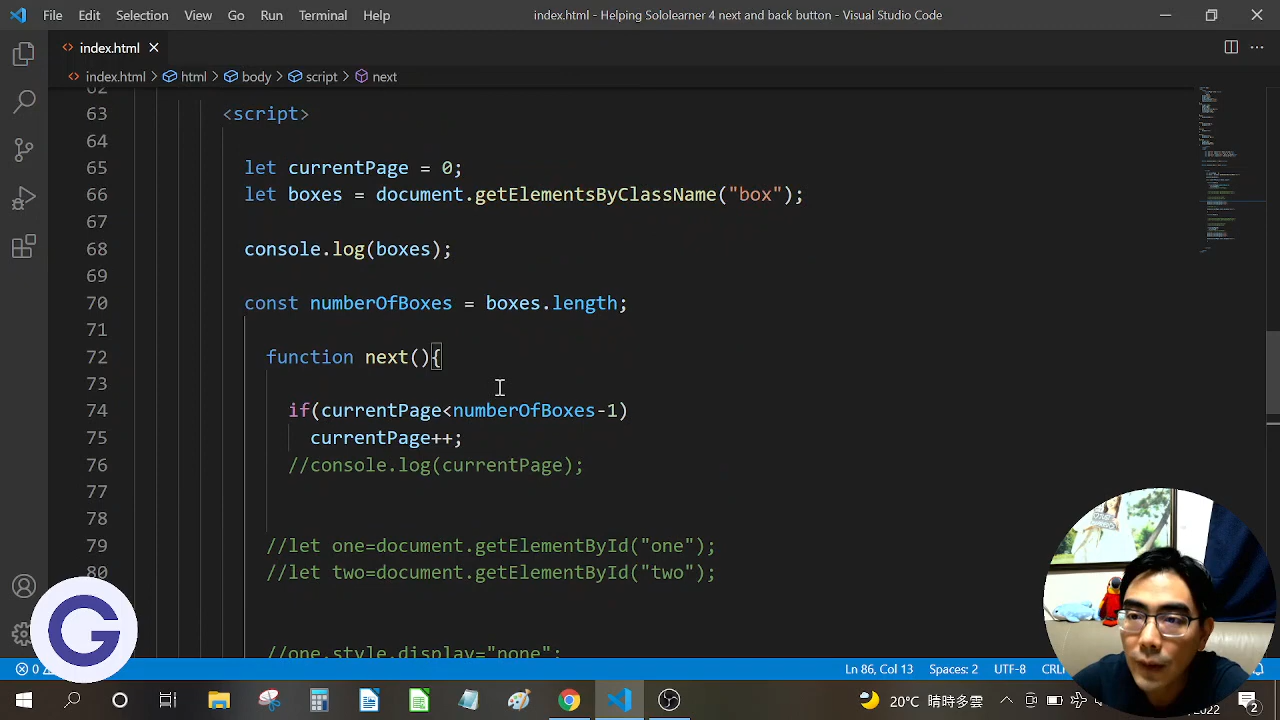 File Edit Selection View Go Run Terminal Help index.html - Helping Sololearner 4 next and back button - Visual Studio Code
index.html
index.html > html > body > script > next
62
63 <script>
64
65 let currentPage = 0;
66 let boxes = document.getElementsByClassName("box");
67
68 console.log(boxes);
69
70 const numberOfBoxes = boxes.length;
71
72 function next(){
73
74 if(currentPage<numberOfBoxes-1)
75 currentPage++;
76 //console.log(currentPage);
77
78
79 //let one=document.getElementById("one");
80 //let two=document.getElementById("two");
//one.style.display="none";
G
0
Ln 86, Col 13 Spaces: 2 UTF-8
20°C 時時多雲
2022
2